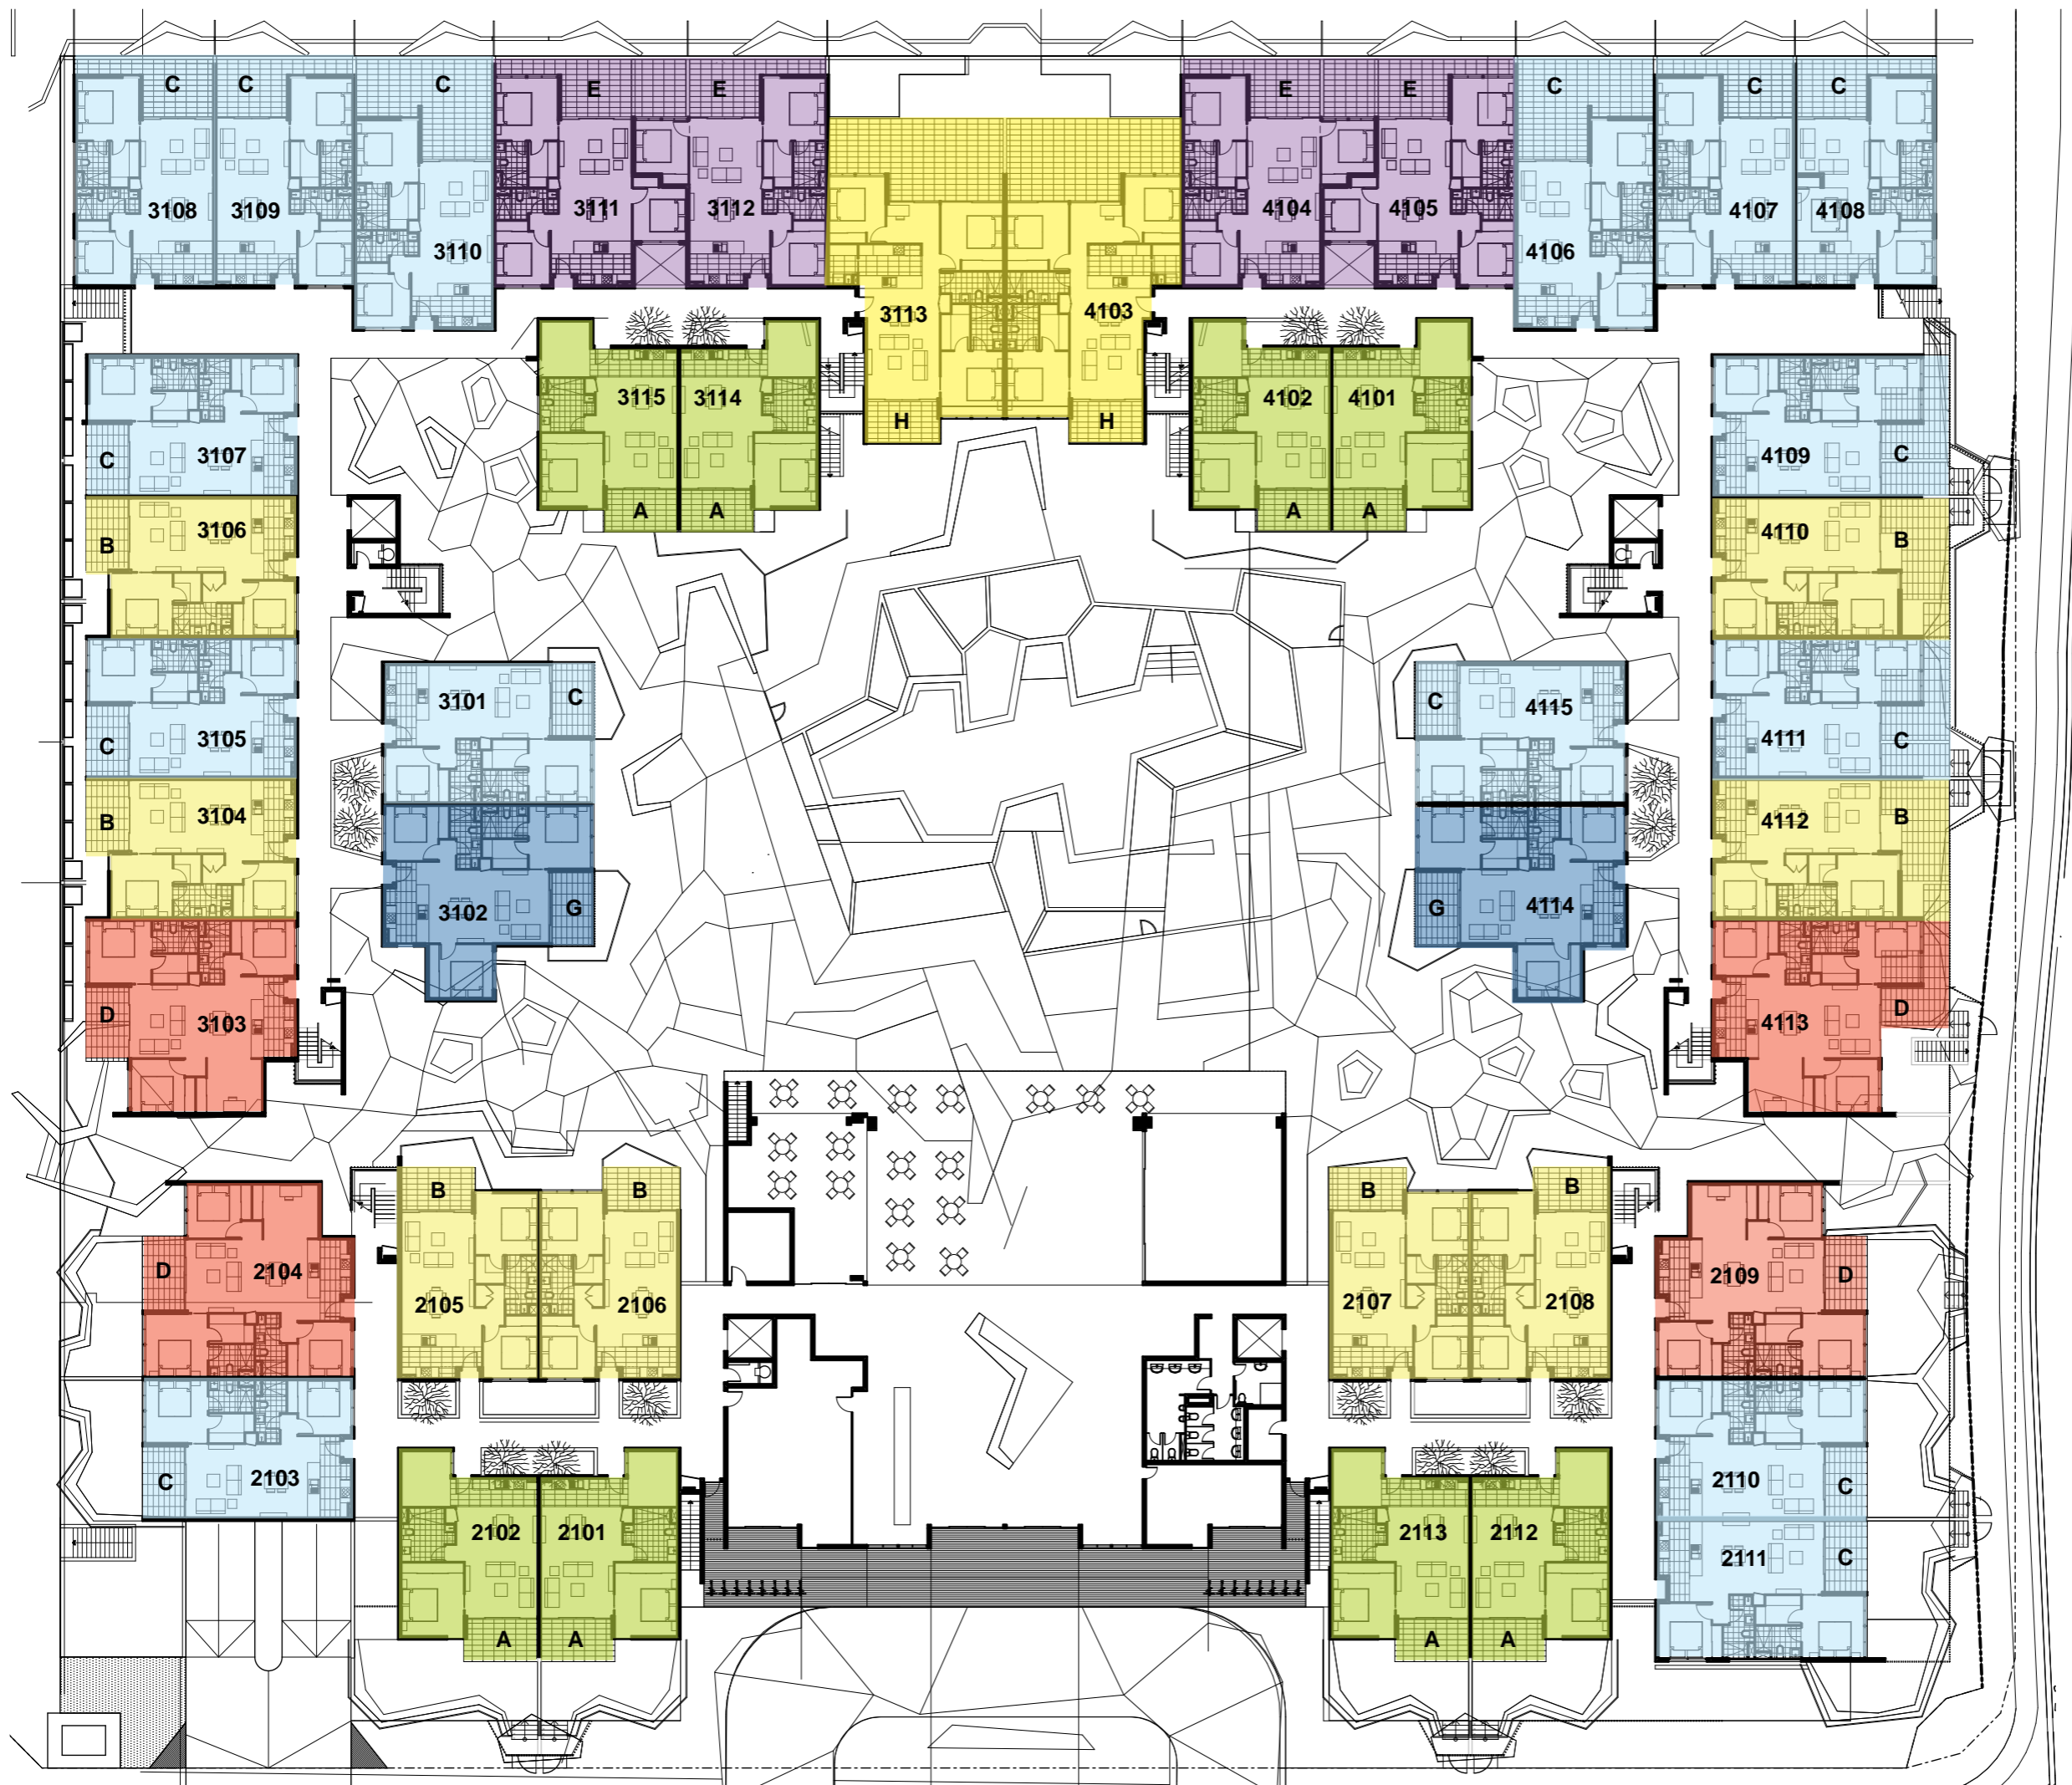 C C C E E E E C C C
3108 3109 3111 3112 4104 4105 4107 4108
3110 4106
3113 4103
3115 3114 4102 4101
H H
3107 4109
C C
A A A A
3106 4110
B B
3101 C C 4115
3105 4111
C C
3104 4112
B B
3102 G G 4114
D 3103 4113 D
B B B B
D 2104 2109 D
2105 2106 2107 2108
C 2103 2110 C
2102 2101 2113 2112
2111 C
A A A A